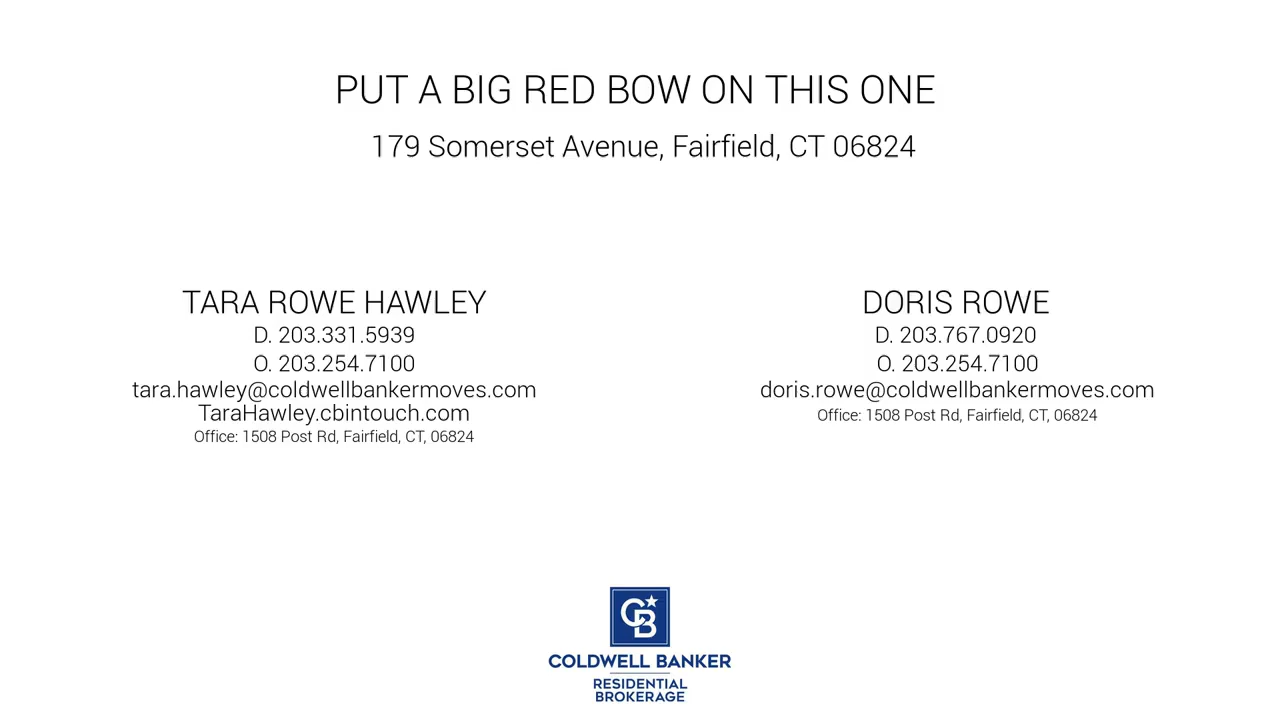 PUT A BIG RED BOW ON THIS ONE
179 Somerset Avenue, Fairfield, CT 06824
TARA ROWE HAWLEY
D. 203.331.5939
O. 203.254.7100
tara.hawley@coldwellbankermoves.com
TaraHawley.cbintouch.com
Office: 1508 Post Rd, Fairfield, CT, 06824
DORIS ROWE
D. 203.767.0920
O. 203.254.7100
doris.rowe@coldwellbankermoves.com
Office: 1508 Post Rd, Fairfield, CT, 06824
CB
COLDWELL BANKER
RESIDENTIAL
BROKERAGE